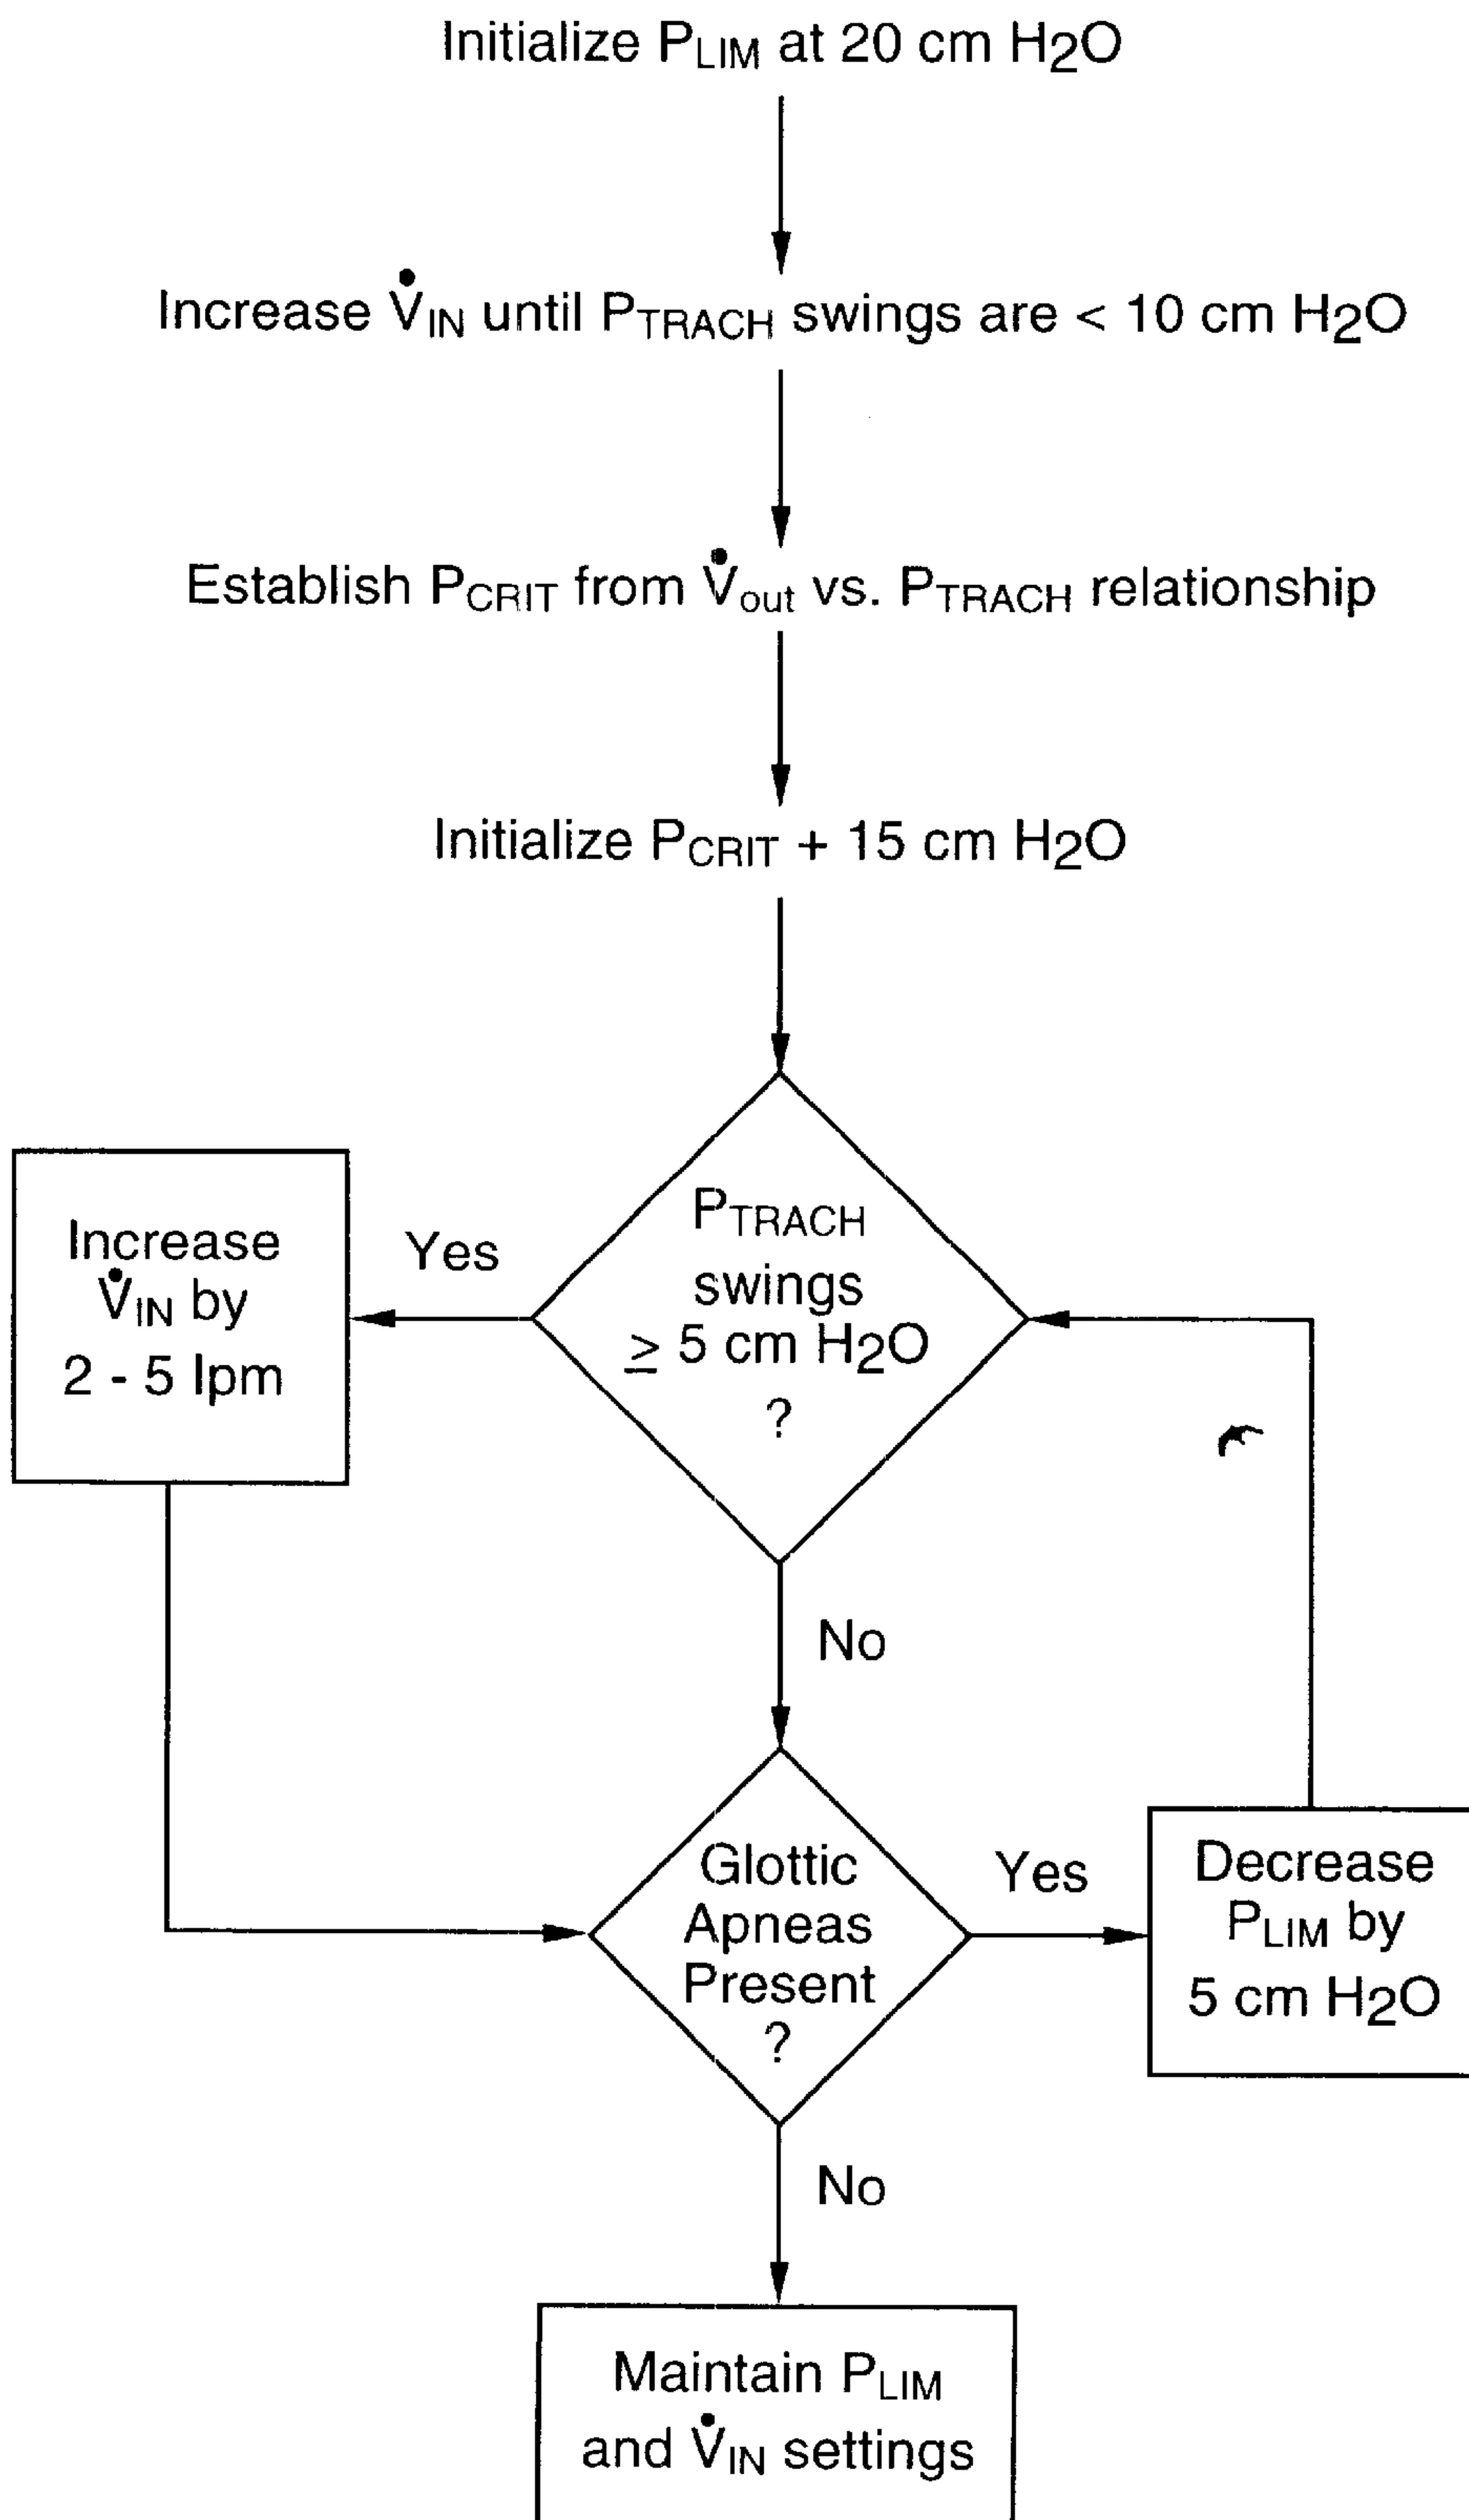 Initialize PLIM at 20 cm H2O
Increase V̇IN until PTRACH swings are < 10 cm H2O
Establish PCRIT from V̇out vs. PTRACH relationship
Initialize PCRIT + 15 cm H2O
PTRACH
swings
≥ 5 cm H2O
?
Yes
Increase
V̇IN by
2 - 5 lpm
No
Glottic
Apneas
Present
?
Yes
Decrease
PLIM by
5 cm H2O
No
Maintain PLIM
and V̇IN settings